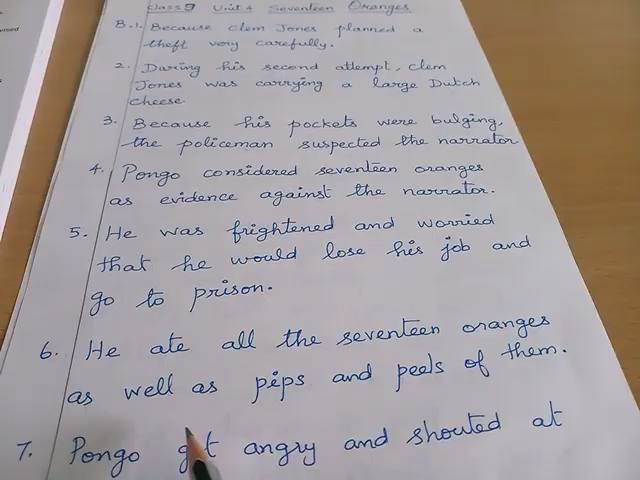 class 9 Unit 4 Seventeen Oranges
B.1. Because Clem Jones planned a
theft very carefully.
2. During his second attempt, Clem
Jones was carrying a large Dutch
cheese.
3. Because his pockets were bulging,
the policeman suspected the narrator
4. Pongo considered seventeen oranges
as evidence against the narrator.
5. He was frightened and worried
that he would lose his job and
go to prison.
6. He ate all the seventeen oranges
as well as pips and peels of them.
7. Pongo got angry and shouted at